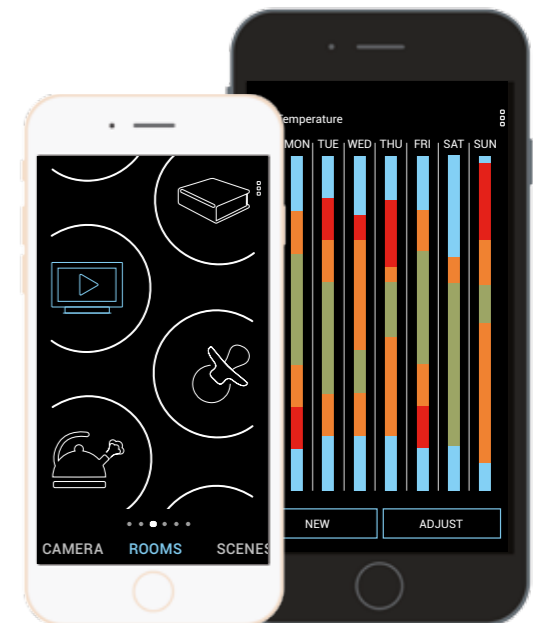 Temperature
MON TUE WED THU FRI SAT SUN
NEW ADJUST
CAMERA ROOMS SCENES